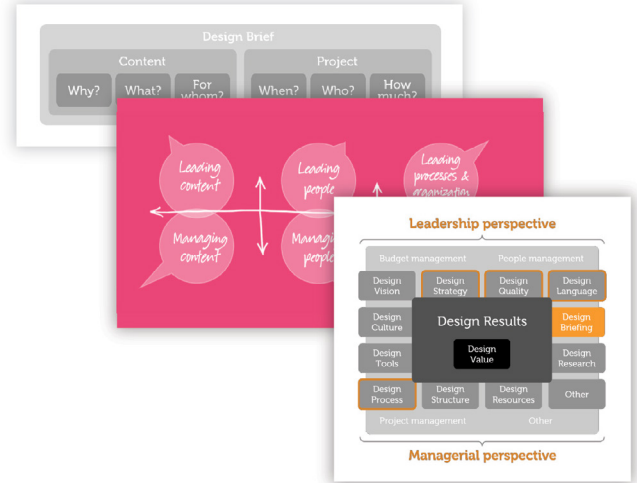 Design Brief
Content
Project
Why?
What?
For
whom?
When?
Who?
How
much?
Leading
content
Leading
people
Leading
processes &
organization
Managing
content
Managing
people
Leadership perspective
Budget management
People management
Design
Vision
Design
Strategy
Design
Quality
Design
Language
Design
Culture
Design Results
Design
Briefing
Design
Tools
Design
Value
Design
Research
Design
Process
Design
Structure
Design
Resources
Other
Project management
Other
Managerial perspective